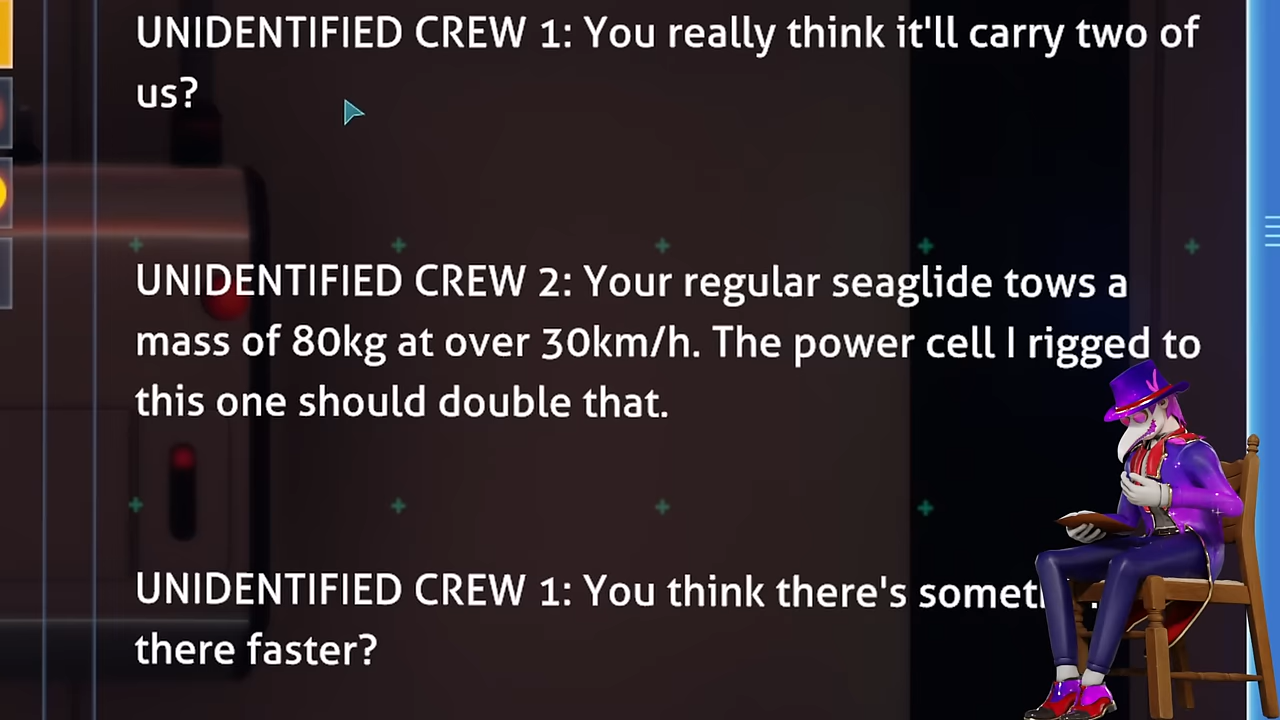 UNIDENTIFIED CREW 1: You really think it'll carry two of
us?
UNIDENTIFIED CREW 2: Your regular seaglide tows a
mass of 80kg at over 30km/h. The power cell I rigged to
this one should double that.
UNIDENTIFIED CREW 1: You think there's
there faster?